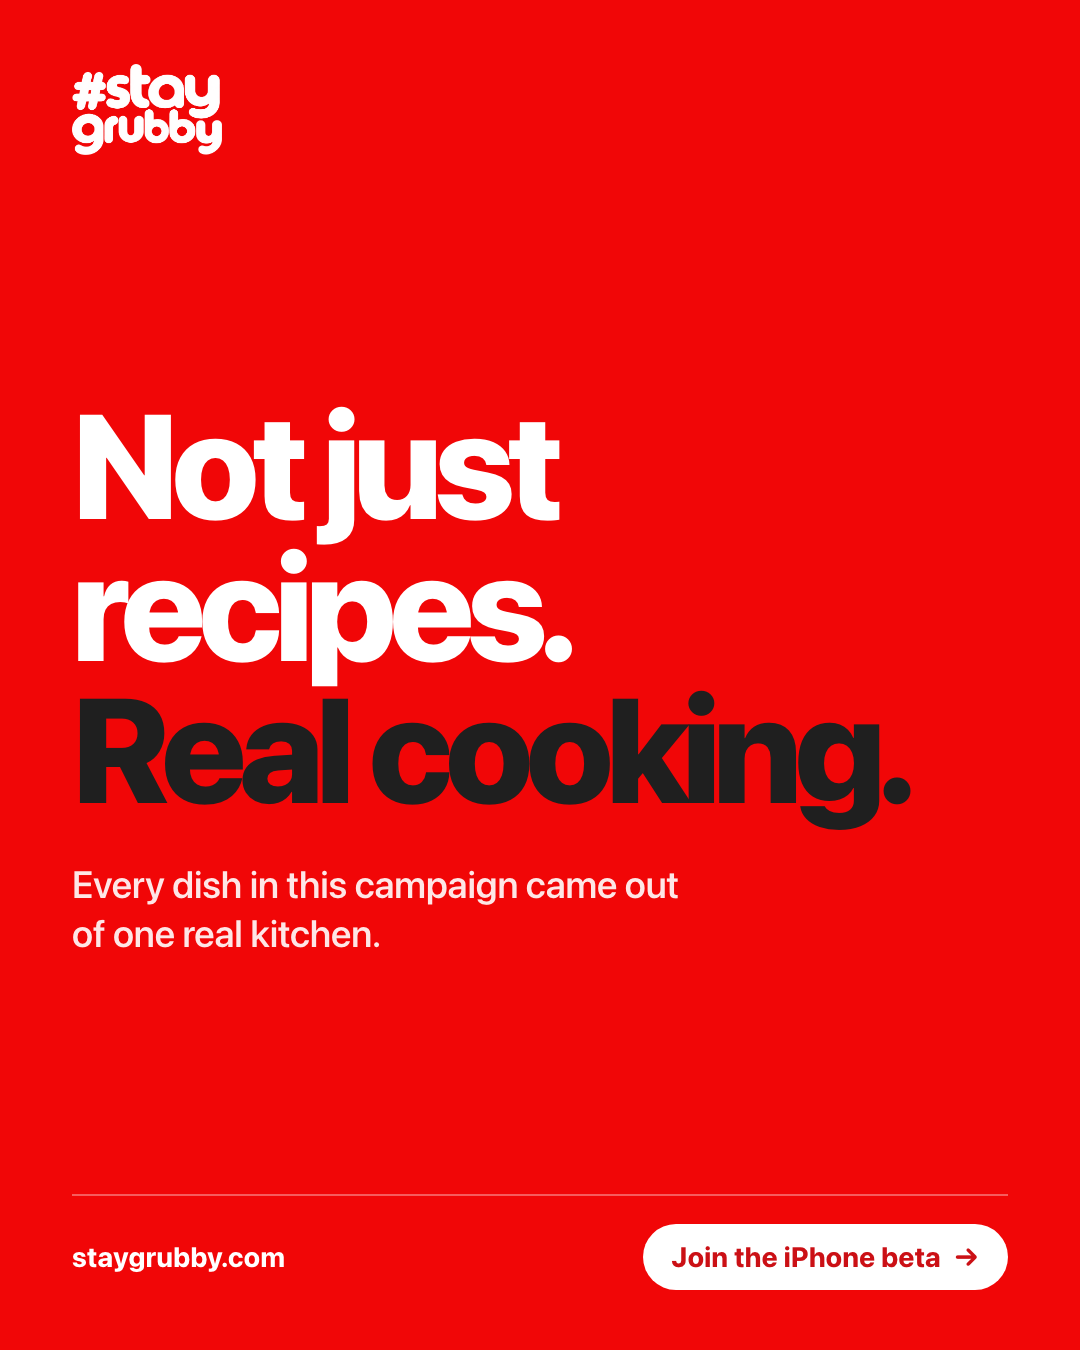 #stay
grubby
Not just
recipes.
Real cooking.
Every dish in this campaign came out
of one real kitchen.
staygrubby.com
Join the iPhone beta →